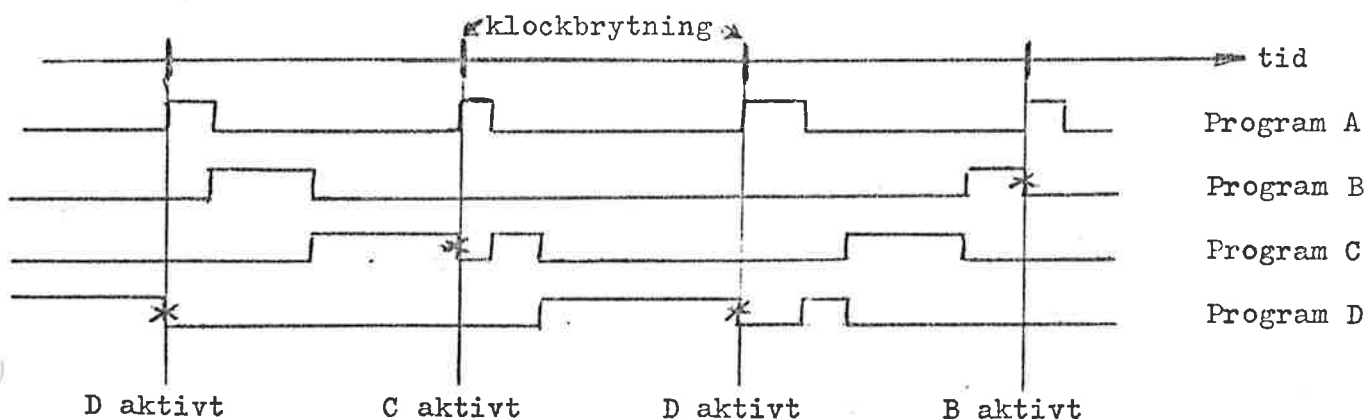 klockbrytning
tid
Program A
Program B
Program C
Program D
D aktivt
C aktivt
D aktivt
B aktivt